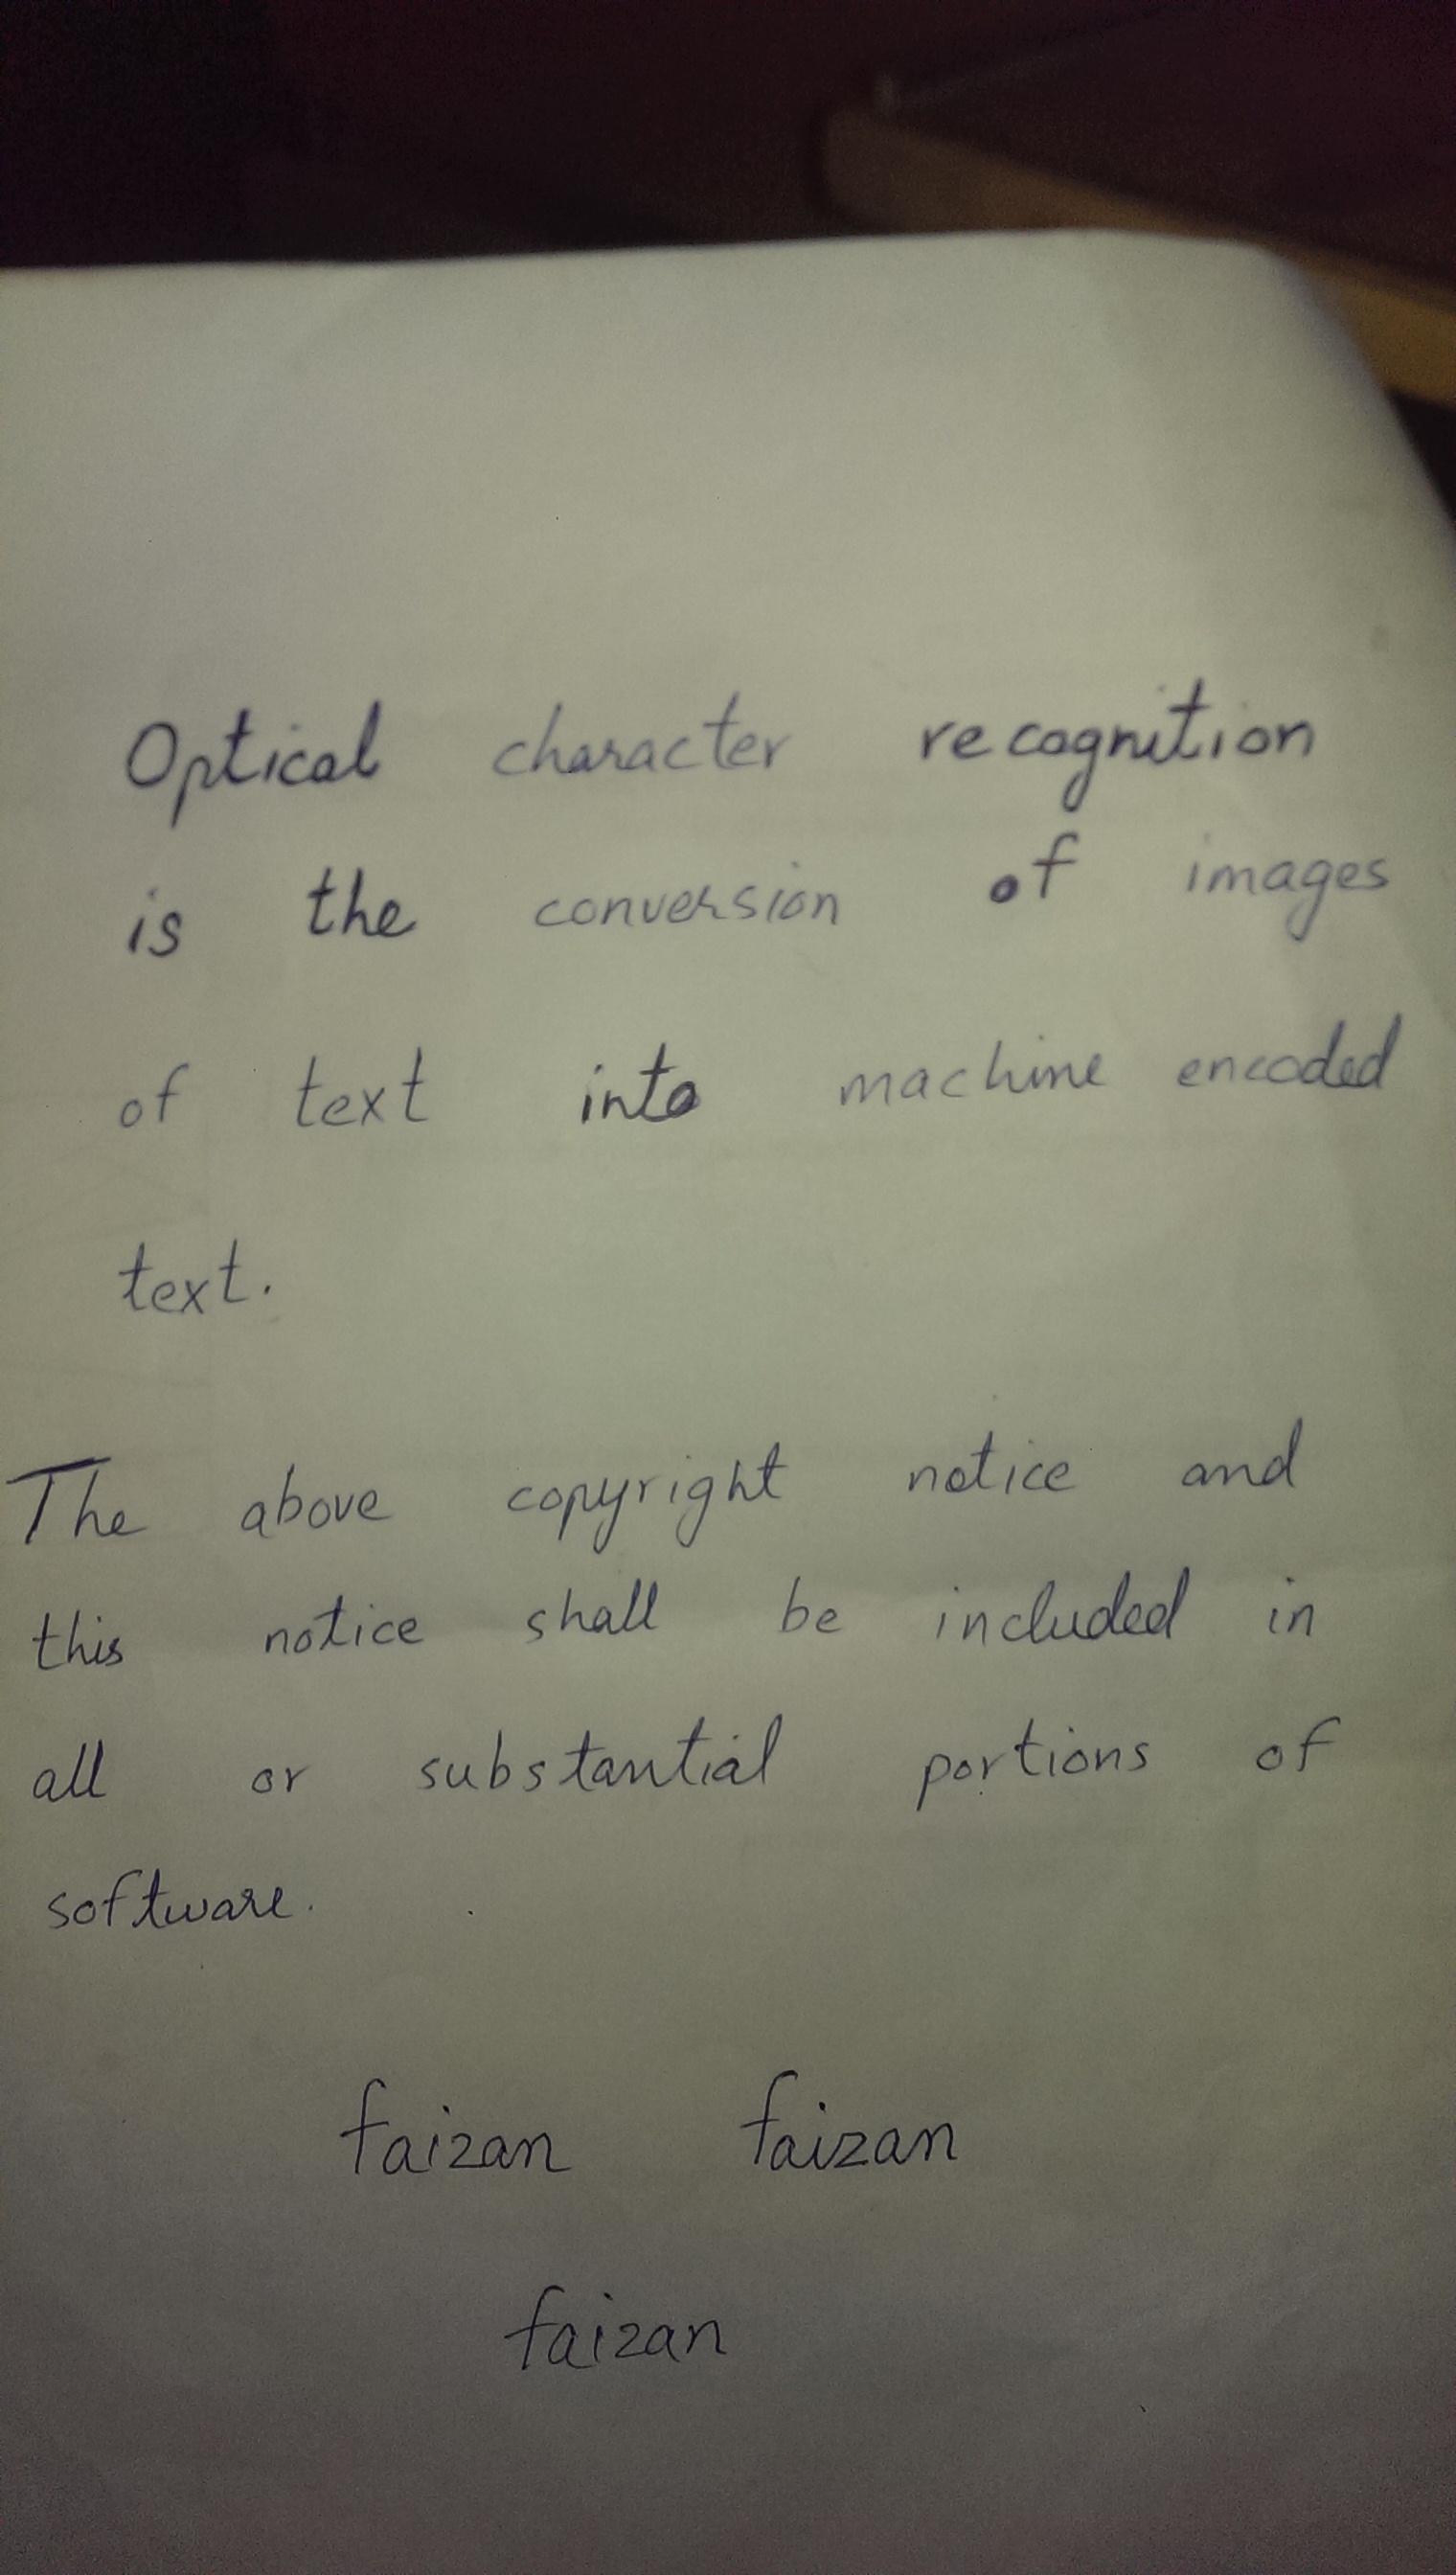 Optical character recognition
is the conversion of images
of text into machine encoded
text.
The above copyright notice and
this notice shall be included in
all or substantial portions of
software.
faizan faizan
faizan